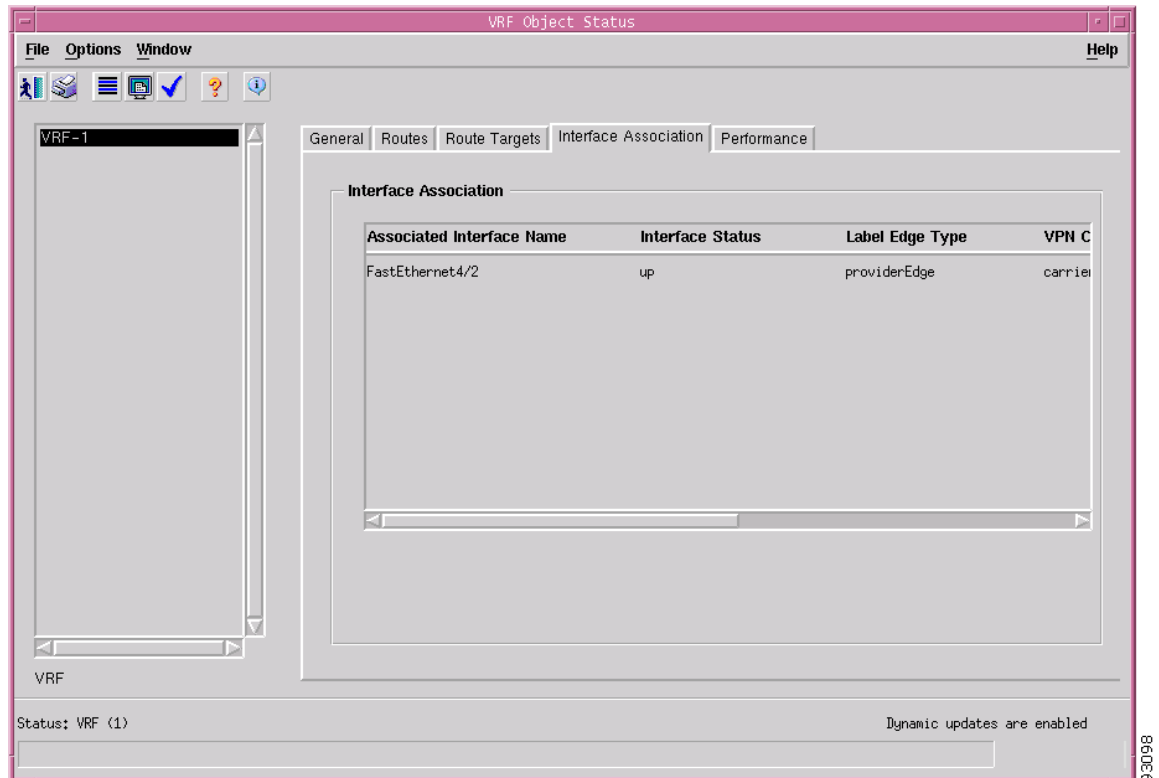 VRF Object Status
File Options Window Help
VRF-1
General Routes Route Targets Interface Association Performance
Interface Association
Associated Interface Name Interface Status Label Edge Type VPN C
FastEthernet4/2 up providerEdge carrier
VRF
Status: VRF (1) Dynamic updates are enabled
93098